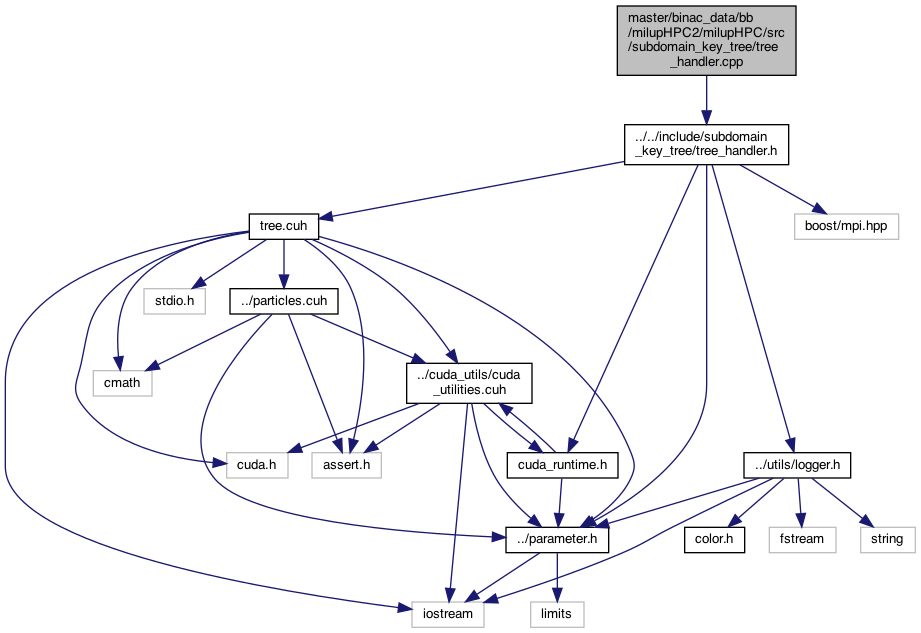 master/binac_data/bb
/milupHPC2/milupHPC/src
/subdomain_key_tree/tree
_handler.cpp
../../include/subdomain
_key_tree/tree_handler.h
tree.cuh
boost/mpi.hpp
stdio.h
../particles.cuh
cmath
../cuda_utils/cuda
_utilities.cuh
cuda.h
assert.h
cuda_runtime.h
../utils/logger.h
../parameter.h
color.h
fstream
string
iostream
limits